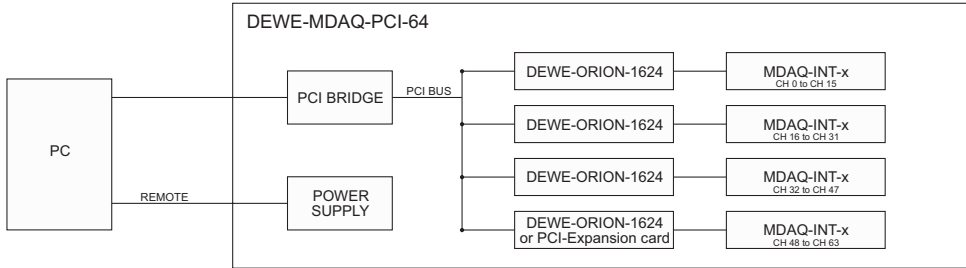 DEWE-MDAQ-PCI-64
PC
REMOTE
PCI BRIDGE
PCI BUS
POWER
SUPPLY
DEWE-ORION-1624
MDAQ-INT-x
CH 0 to CH 15
DEWE-ORION-1624
MDAQ-INT-x
CH 16 to CH 31
DEWE-ORION-1624
MDAQ-INT-x
CH 32 to CH 47
DEWE-ORION-1624
or PCI-Expansion card
MDAQ-INT-x
CH 48 to CH 63